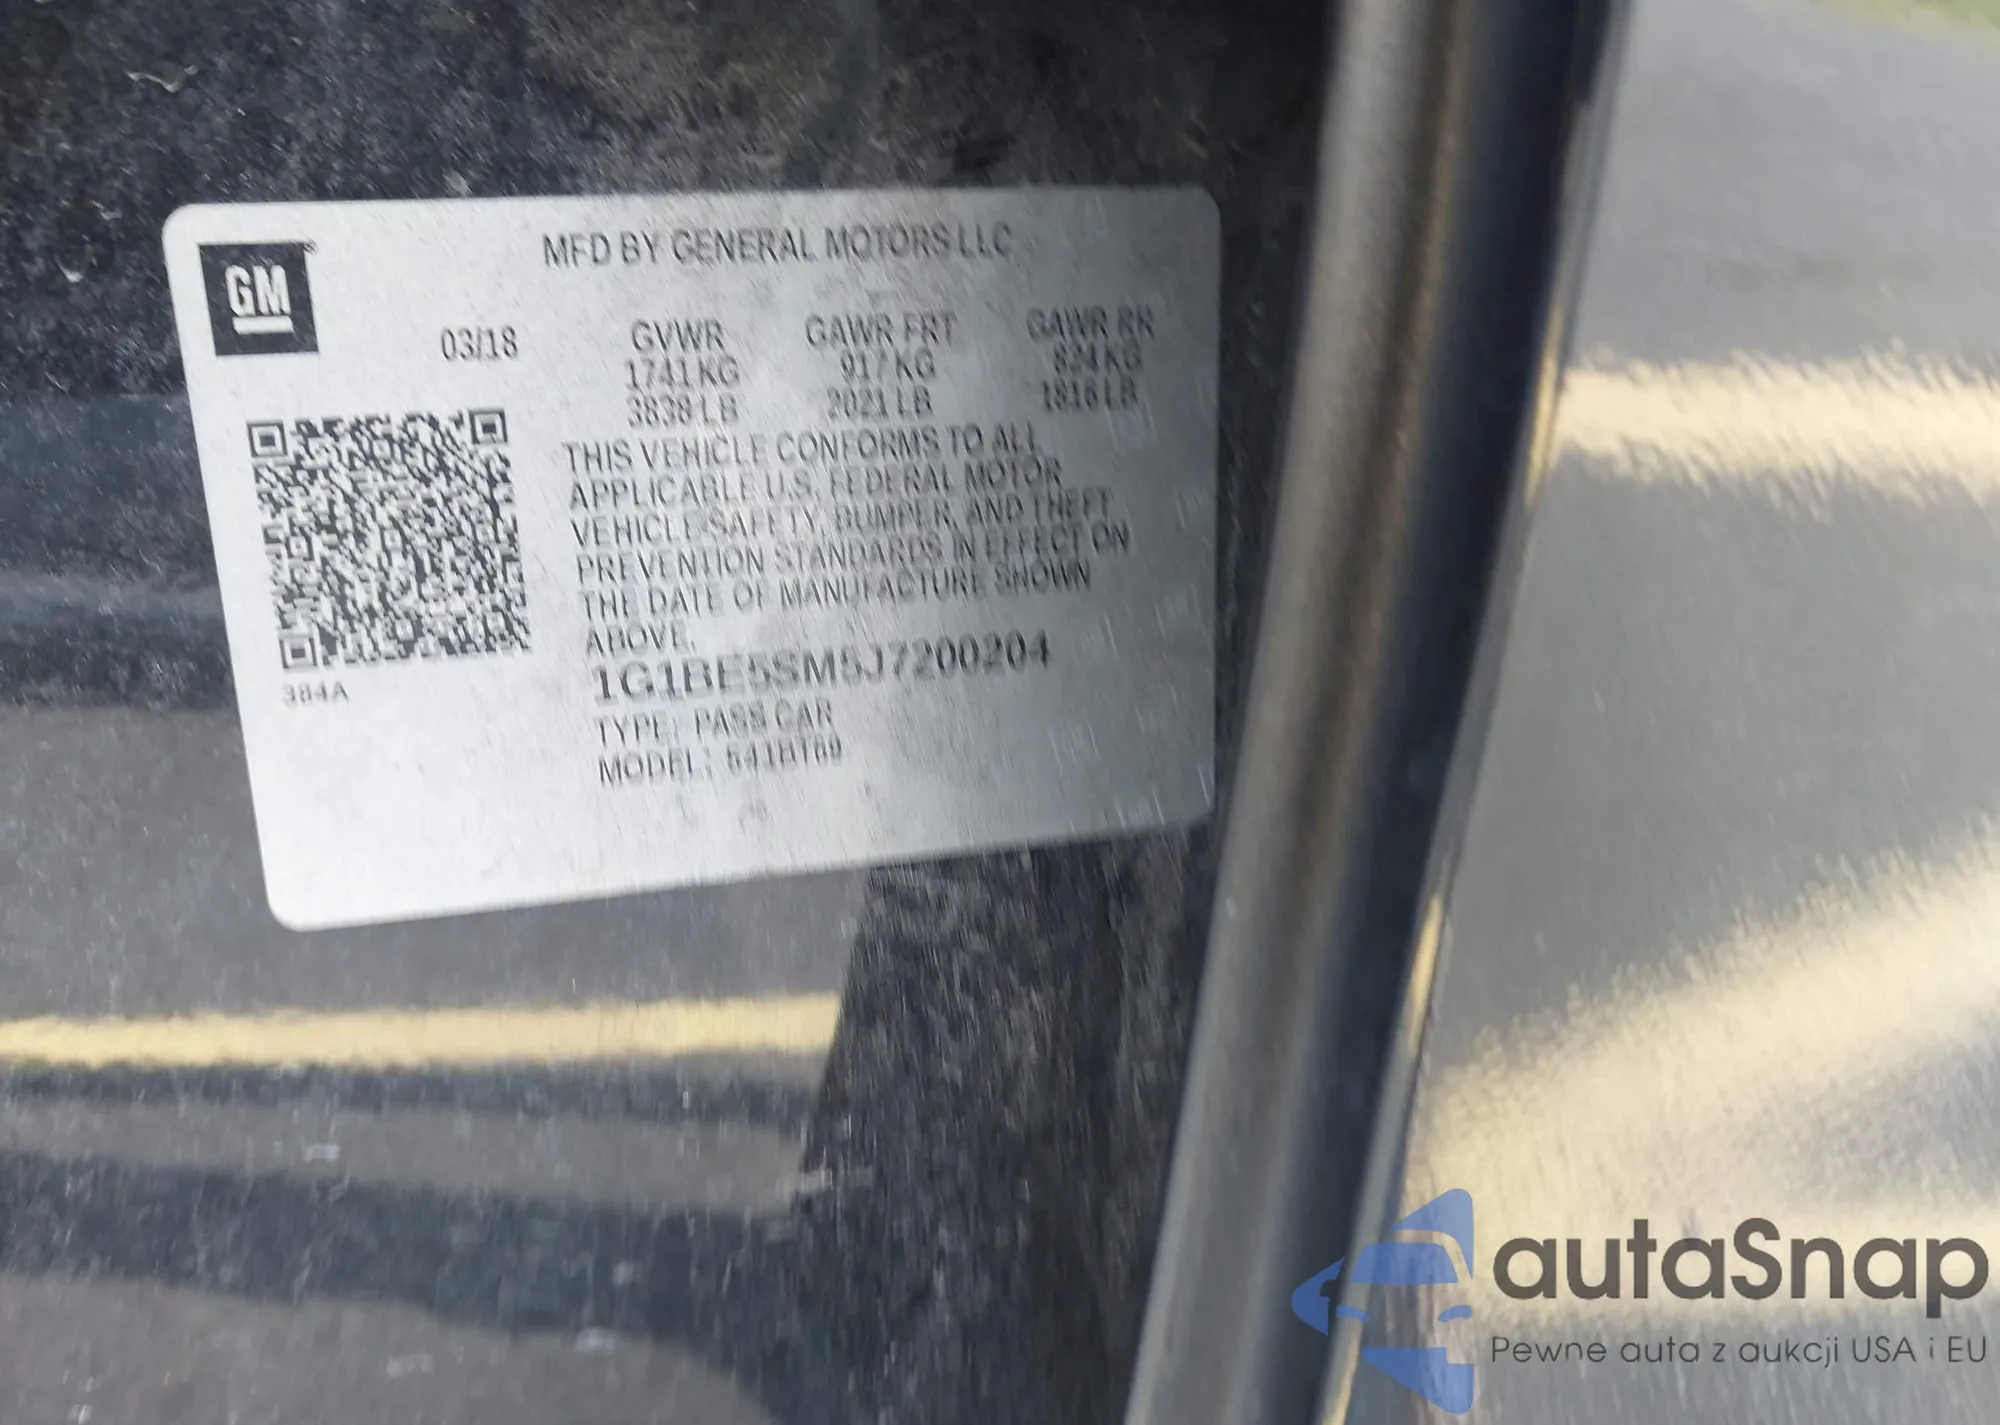 MFD BY GENERAL MOTORS LLC
GM
03/18
GVWR GAWR FRT GAWR RR
1741 KG 917 KG 824 KG
3838 LB 2021 LB 1816 LB
THIS VEHICLE CONFORMS TO ALL
APPLICABLE U.S. FEDERAL MOTOR
VEHICLE SAFETY, BUMPER, AND THEFT
PREVENTION STANDARDS IN EFFECT ON
THE DATE OF MANUFACTURE SHOWN
ABOVE.
384A
1G1BE5SM5J7200204
TYPE: PASS CAR
MODEL:
autaSnap
Pewne auta z aukcji USA i EU